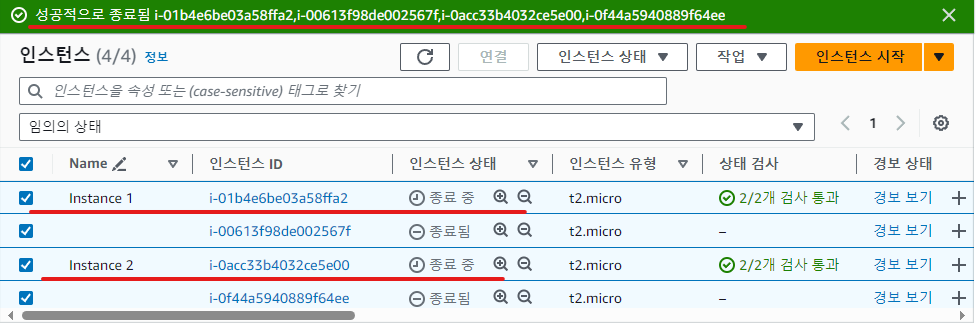 성공적으로 종료됨 i-01b4e6be03a58ffa2,i-00613f98de002567f,i-0acc33b4032ce5e00,i-0f44a5940889f64ee
인스턴스 (4/4) 정보 연결 인스턴스 상태 작업 인스턴스 시작
인스턴스을 속성 또는 (case-sensitive) 태그로 찾기
임의의 상태 1
Name 인스턴스 ID 인스턴스 상태 인스턴스 유형 상태 검사 경보 상태
Instance 1 i-01b4e6be03a58ffa2 종료 중 t2.micro 2/2개 검사 통과 경보 보기
i-00613f98de002567f 종료됨 t2.micro – 경보 보기
Instance 2 i-0acc33b4032ce5e00 종료 중 t2.micro 2/2개 검사 통과 경보 보기
i-0f44a5940889f64ee 종료됨 t2.micro – 경보 보기